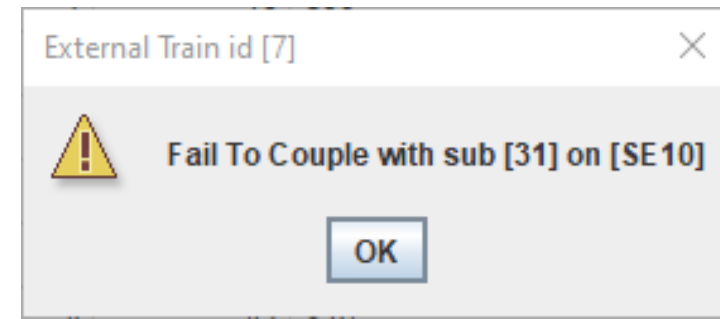 External Train id [7]
Fail To Couple with sub [31] on [SE10]
OK